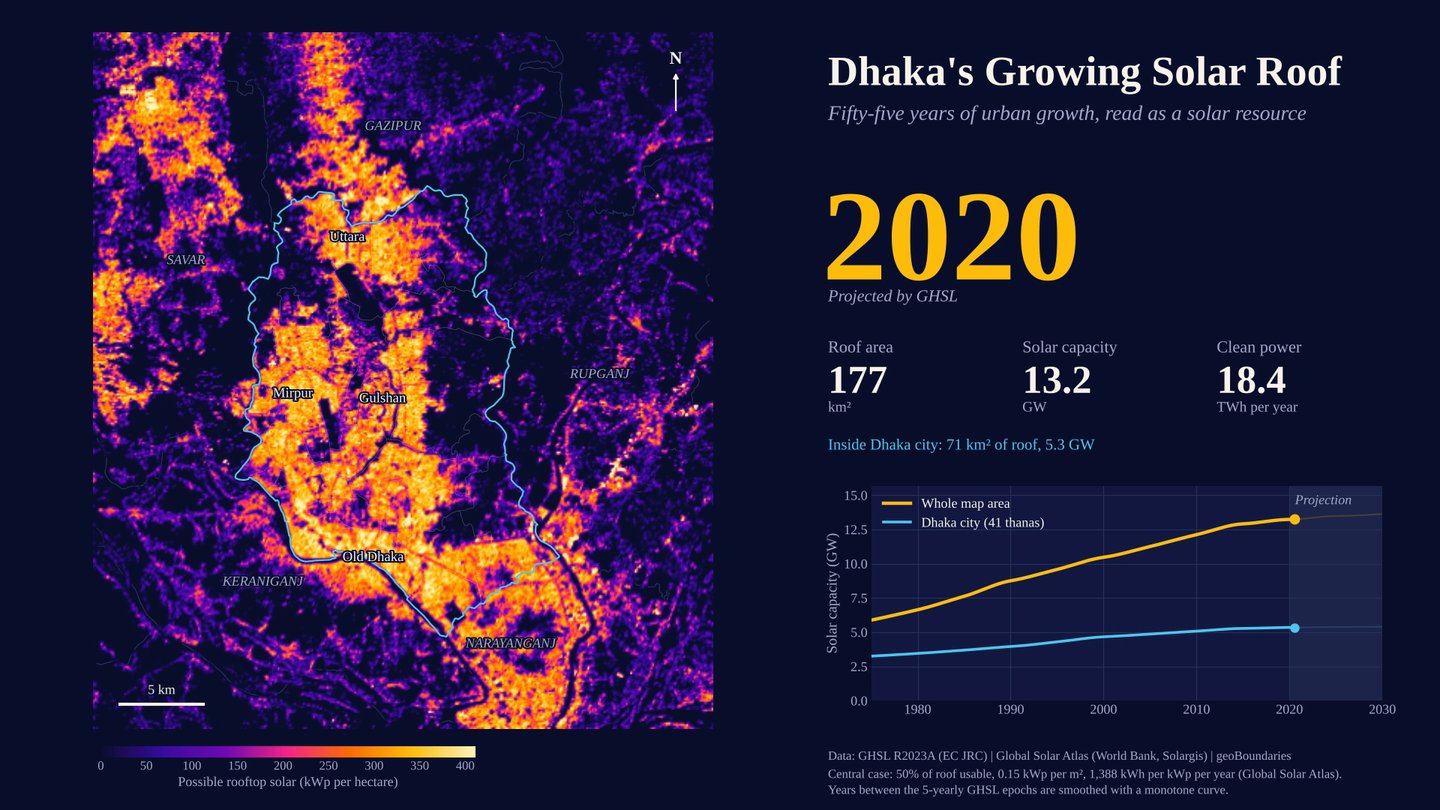 Dhaka's Growing Solar Roof
Fifty-five years of urban growth, read as a solar resource
N
GAZIPUR
Uttara
SAVAR
Mirpur
Gulshan
RUPGANJ
Old Dhaka
KERANIGANJ
NARAYANGANJ
5 km
0 50 100 150 200 250 300 350 400
Possible rooftop solar (kWp per hectare)
2020
Projected by GHSL
Roof area
177
km²
Solar capacity
13.2
GW
Clean power
18.4
TWh per year
Inside Dhaka city: 71 km² of roof, 5.3 GW
Whole map area
Dhaka city (41 thanas)
Projection
Solar capacity (GW)
15.0
12.5
10.0
7.5
5.0
2.5
0.0
1980 1990 2000 2010 2020 2030
Data: GHSL R2023A (EC JRC) | Global Solar Atlas (World Bank, Solargis) | geoBoundaries
Central case: 50% of roof usable, 0.15 kWp per m², 1,388 kWh per kWp per year (Global Solar Atlas).
Years between the 5-yearly GHSL epochs are smoothed with a monotone curve.